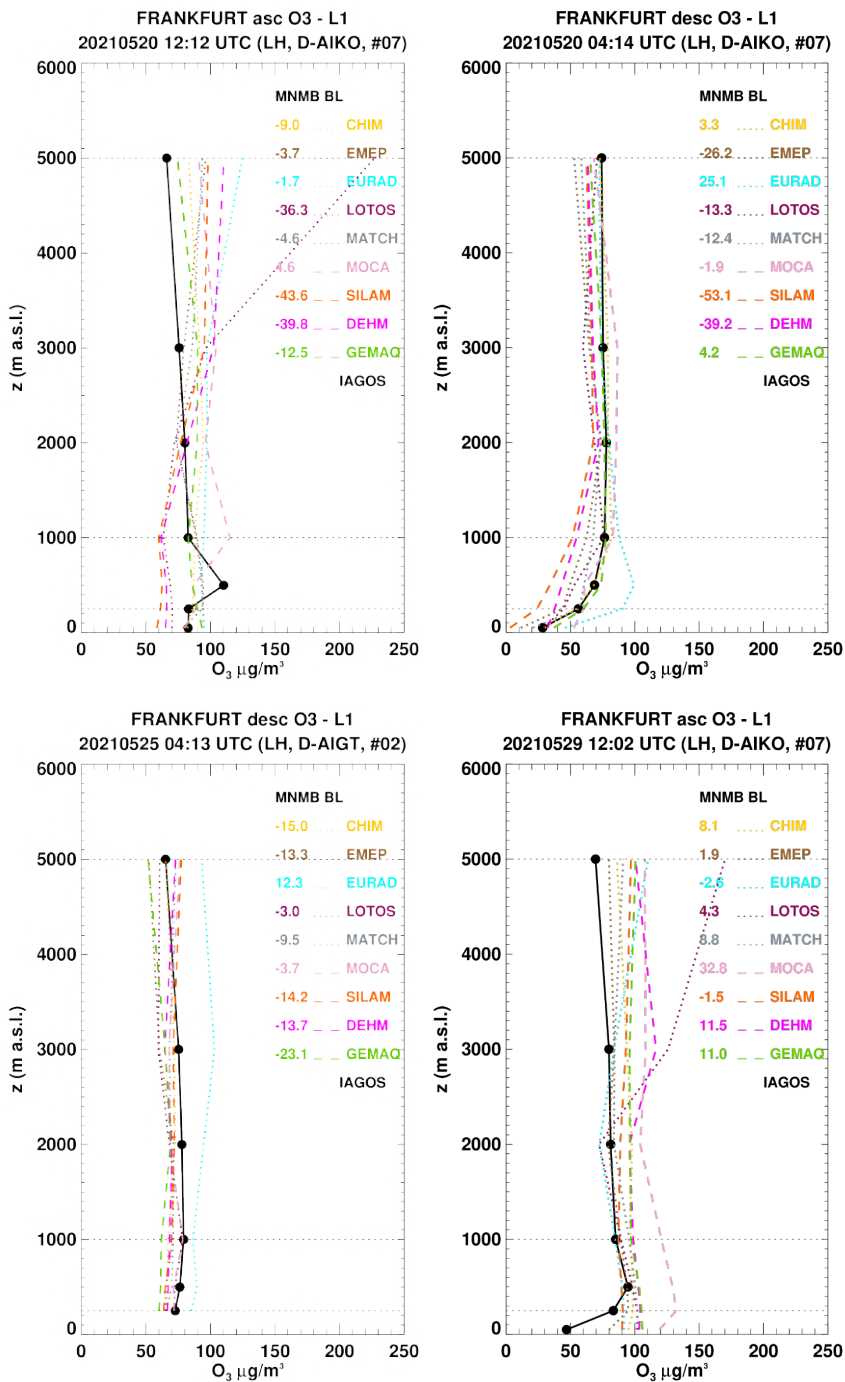 FRANKFURT asc O3 - L1
20210520 12:12 UTC (LH, D-AIKO, #07)
6000
5000
4000
3000
2000
1000
0
z (m a.s.l.)
MNMB BL
-9.0 CHIM
-3.7 EMEP
-1.7 EURAD
-36.3 LOTOS
-4.6 MATCH
4.6 MOCA
-43.6 SILAM
-39.8 DEHM
-12.5 GEMAQ
IAGOS
0 50 100 150 200 250
O3 µg/m³
FRANKFURT desc O3 - L1
20210520 04:14 UTC (LH, D-AIKO, #07)
6000
5000
4000
3000
2000
1000
0
z (m a.s.l.)
MNMB BL
3.3 CHIM
-26.2 EMEP
25.1 EURAD
-13.3 LOTOS
-12.4 MATCH
-1.9 MOCA
-53.1 SILAM
-39.2 DEHM
4.2 GEMAQ
IAGOS
0 50 100 150 200 250
O3 µg/m³
FRANKFURT desc O3 - L1
20210525 04:13 UTC (LH, D-AIGT, #02)
6000
5000
4000
3000
2000
1000
0
z (m a.s.l.)
MNMB BL
-15.0 CHIM
-13.3 EMEP
12.3 EURAD
-3.0 LOTOS
-9.5 MATCH
-3.7 MOCA
-14.2 SILAM
-13.7 DEHM
-23.1 GEMAQ
IAGOS
0 50 100 150 200 250
O3 µg/m³
FRANKFURT asc O3 - L1
20210529 12:02 UTC (LH, D-AIKO, #07)
6000
5000
4000
3000
2000
1000
0
z (m a.s.l.)
MNMB BL
8.1 CHIM
1.9 EMEP
EURAD
4.3 LOTOS
8.8 MATCH
32.8 MOCA
-1.5 SILAM
11.5 DEHM
11.0 GEMAQ
IAGOS
0 50 100 150 200 250
O3 µg/m³